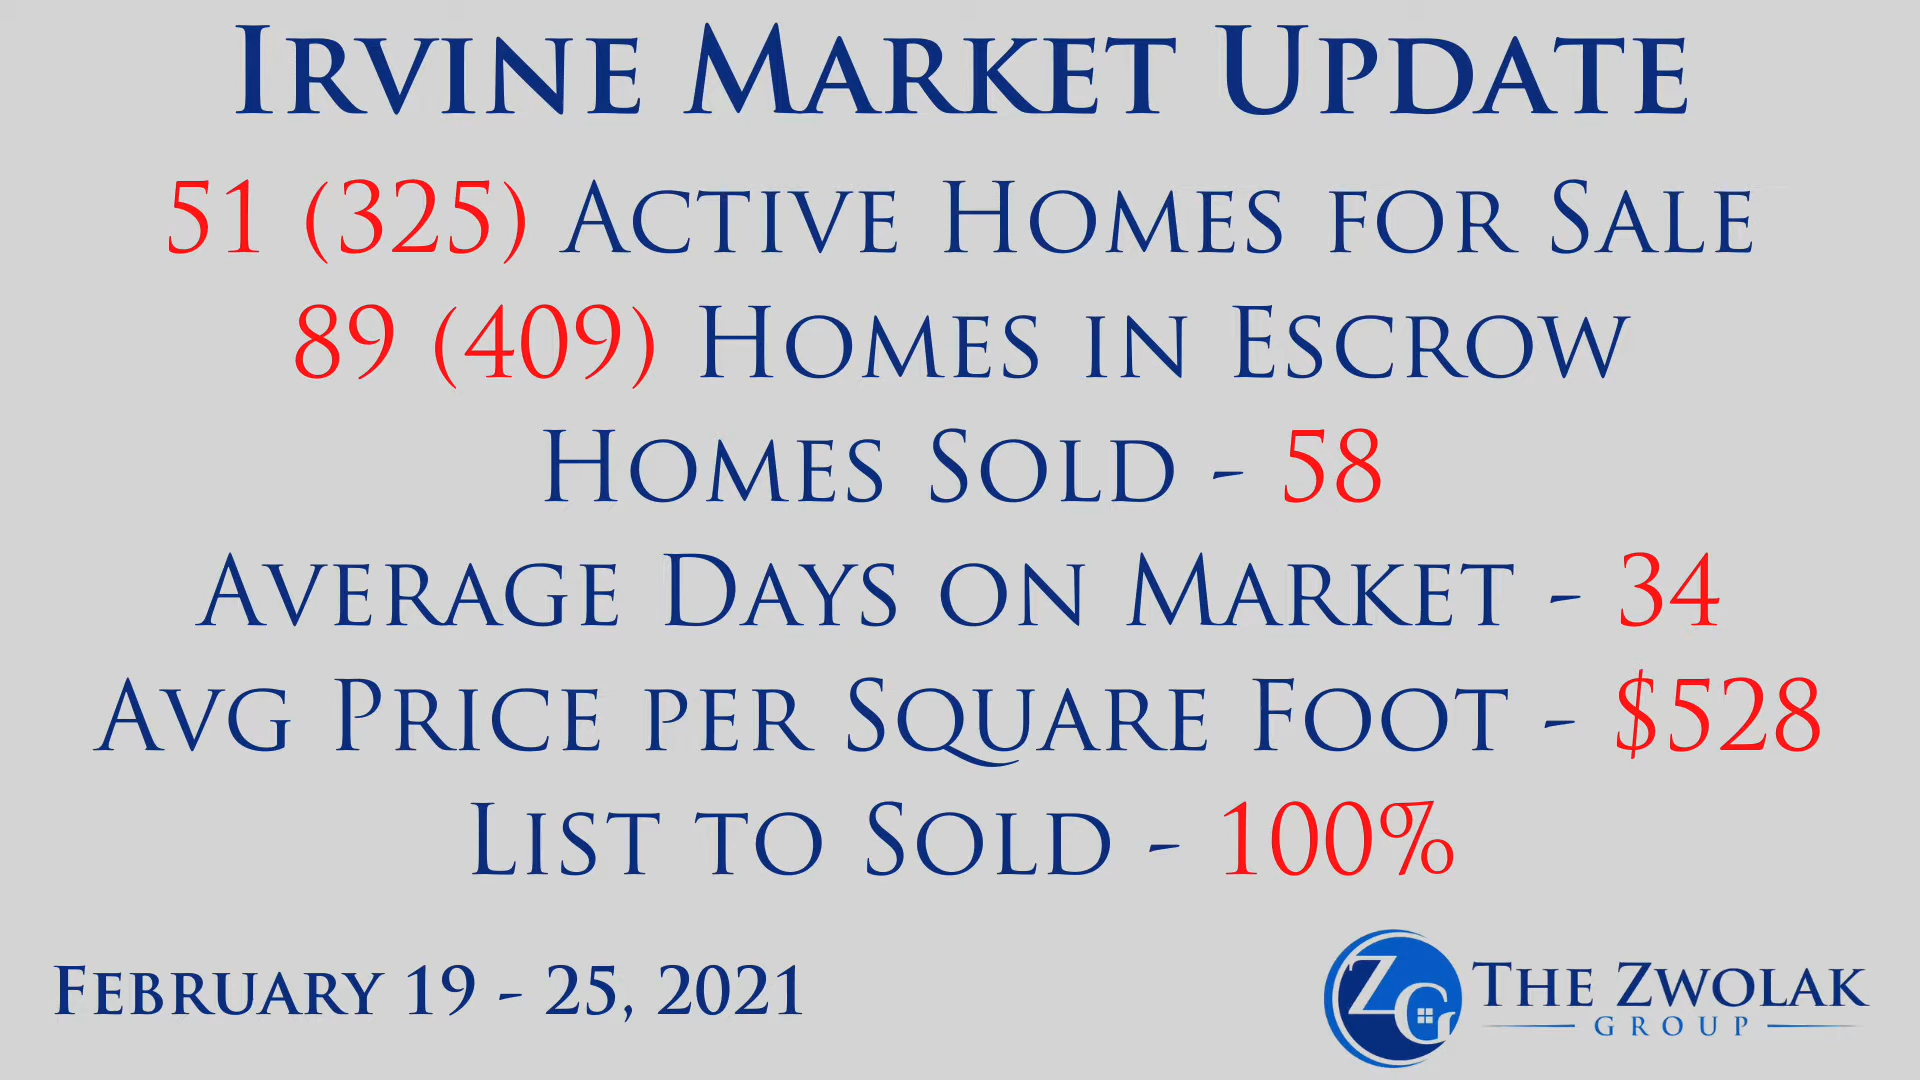 Irvine Market Update
51 (325) Active Homes for Sale
89 (409) Homes in Escrow
Homes Sold - 58
Average Days on Market - 34
Avg Price per Square Foot - $528
List to Sold - 100%
February 19 - 25, 2021
ZG The Zwolak
GROUP